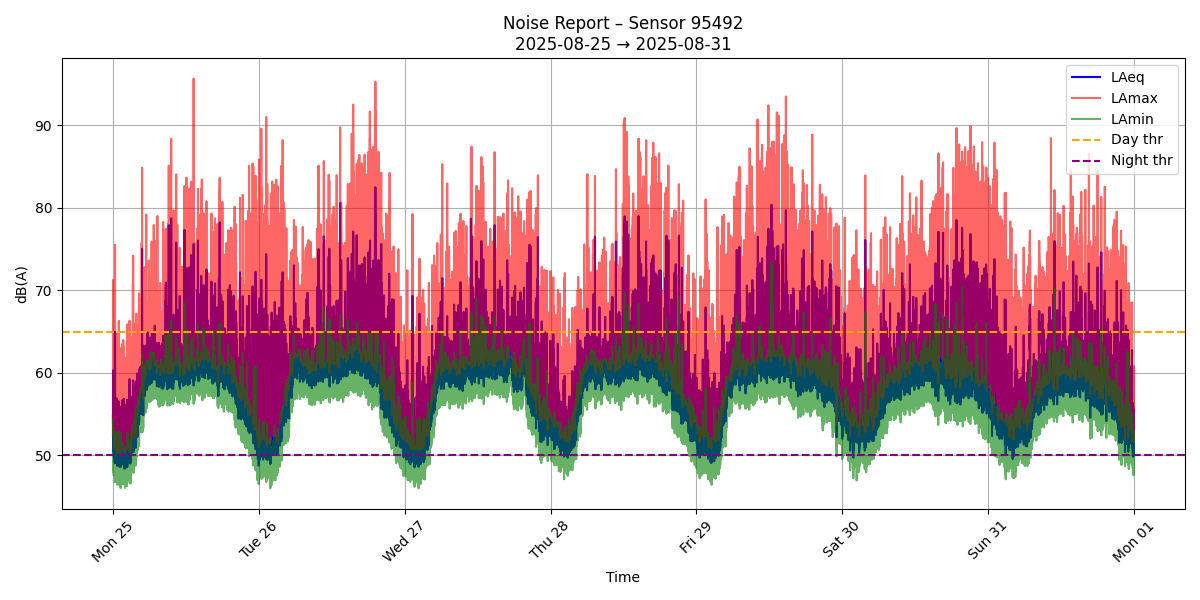 Noise Report – Sensor 95492
2025-08-25 → 2025-08-31
LAeq
LAmax
LAmin
Day thr
Night thr
dB(A)
90
80
70
60
50
Mon 25
Tue 26
Wed 27
Thu 28
Fri 29
Sat 30
Sun 31
Mon 01
Time